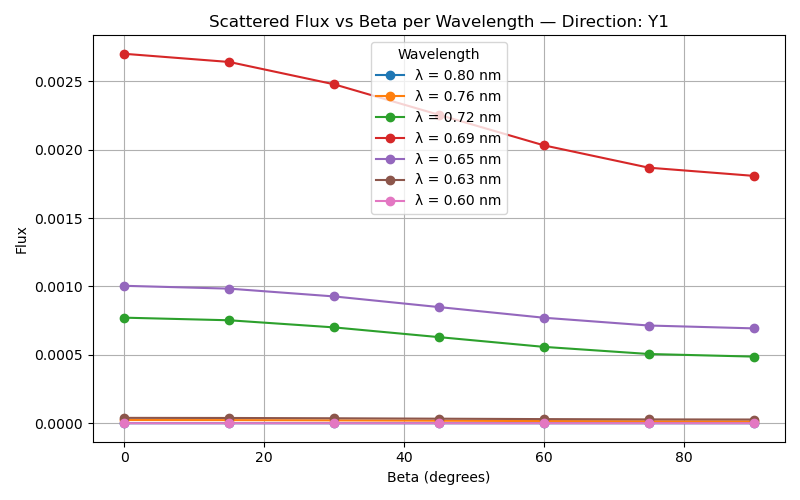 Scattered Flux vs Beta per Wavelength — Direction: Y1
Wavelength
λ = 0.80 nm
λ = 0.76 nm
λ = 0.72 nm
λ = 0.69 nm
λ = 0.65 nm
λ = 0.63 nm
λ = 0.60 nm
Flux
0.0025
0.0020
0.0015
0.0010
0.0005
0.0000
0
20
40
60
80
Beta (degrees)